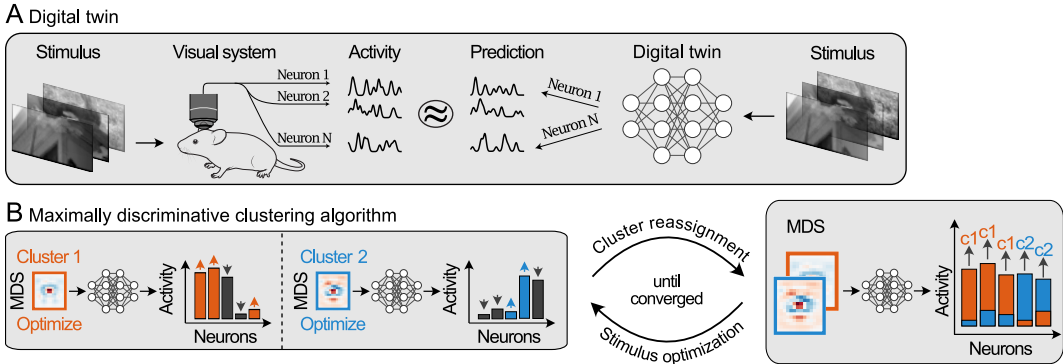 A Digital twin
Stimulus
Visual system
Activity
Prediction
Digital twin
Stimulus
Neuron 1
Neuron 2
Neuron N
≈
Neuron 1
Neuron N
B Maximally discriminative clustering algorithm
Cluster 1
MDS
Optimize
Activity
Neurons
Cluster 2
MDS
Optimize
Activity
Neurons
Cluster reassignment
until
converged
Stimulus optimization
MDS
Activity
c1
c1
c1
c2
c2
Neurons